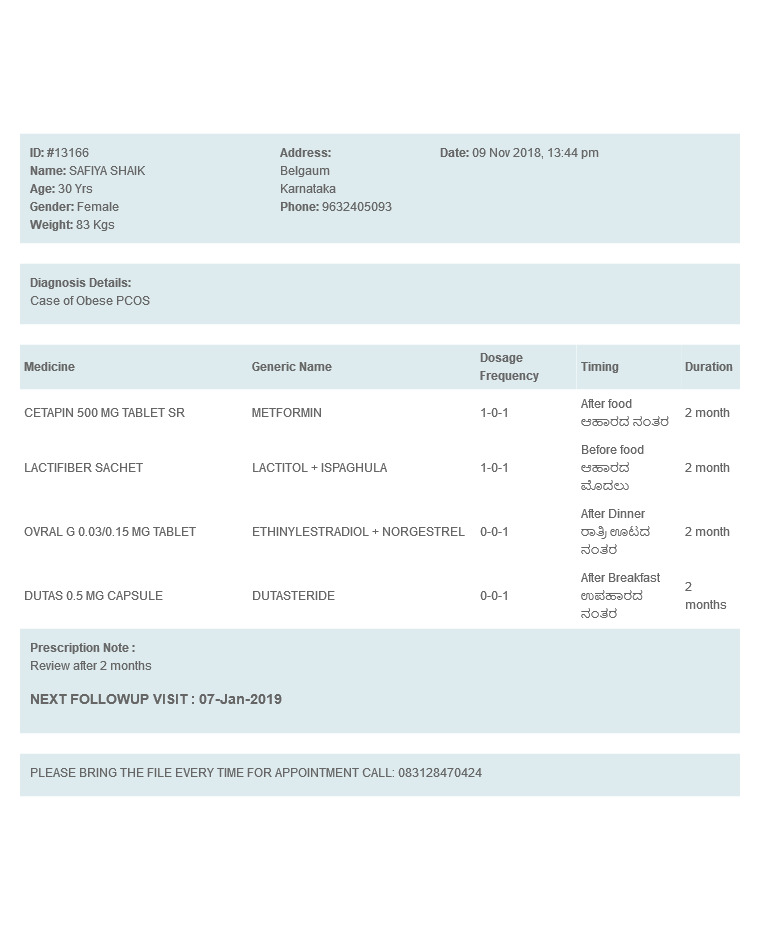 ID: #13166
Name: SAFIYA SHAIK
Age: 30 Yrs
Gender: Female
Weight: 83 Kgs
Address:
Belgaum
Karnataka
Phone: 9632405093
Date: 09 Nov 2018, 13:44 pm
Diagnosis Details:
Case of Obese PCOS
Medicine Generic Name Dosage Frequency Timing Duration
CETAPIN 500 MG TABLET SR METFORMIN 1-0-1 After food 2 month
ಆಹಾರದ ನಂತರ
LACTIFIBER SACHET LACTITOL + ISPAGHULA 1-0-1 Before food 2 month
ಆಹಾರದ
ಮೊದಲು
OVRAL G 0.03/0.15 MG TABLET ETHINYLESTRADIOL + NORGESTREL 0-0-1 After Dinner 2 month
ರಾತ್ರಿ ಊಟದ
ನಂತರ
DUTAS 0.5 MG CAPSULE DUTASTERIDE 0-0-1 After Breakfast 2 months
ಉಪಹಾರದ
ನಂತರ
Prescription Note :
Review after 2 months
NEXT FOLLOWUP VISIT : 07-Jan-2019
PLEASE BRING THE FILE EVERY TIME FOR APPOINTMENT CALL: 083128470424